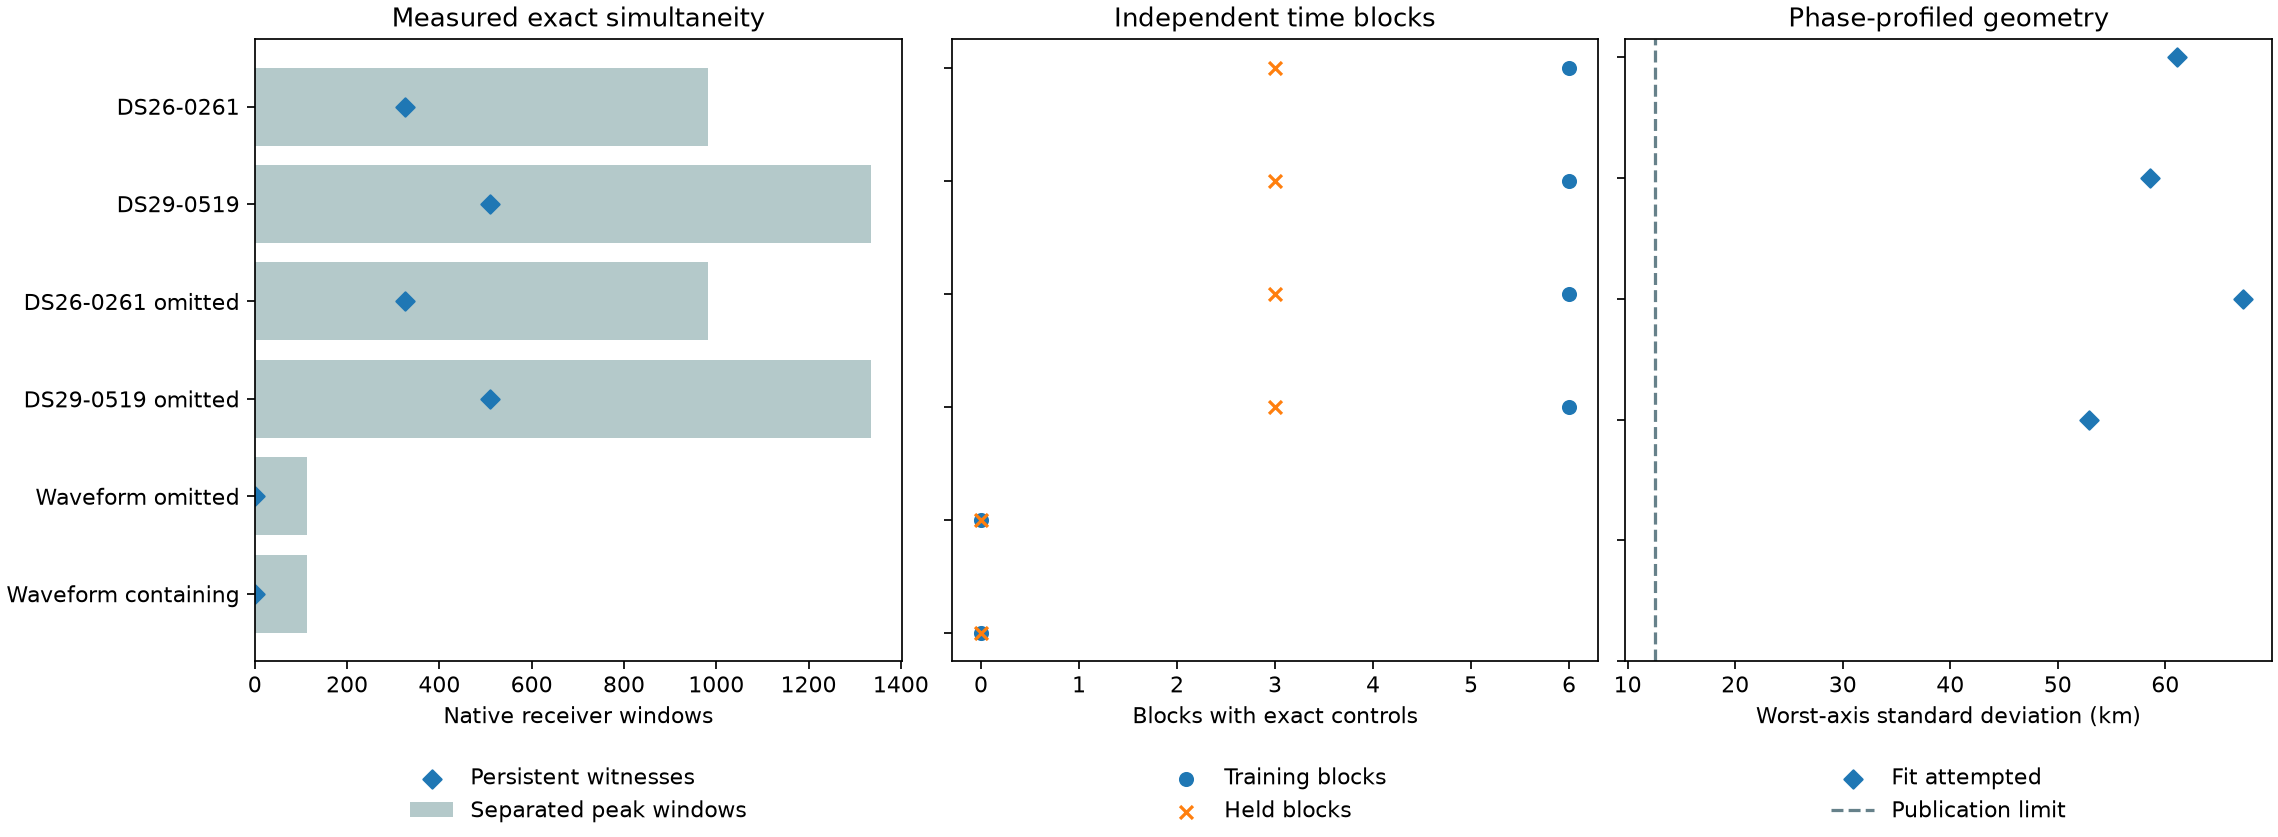 Measured exact simultaneity
Independent time blocks
Phase-profiled geometry
DS26-0261
DS29-0519
DS26-0261 omitted
DS29-0519 omitted
Waveform omitted
Waveform containing
0 200 400 600 800 1000 1200 1400
0 1 2 3 4 5 6
10 20 30 40 50 60
Native receiver windows
Blocks with exact controls
Worst-axis standard deviation (km)
Persistent witnesses
Separated peak windows
Training blocks
Held blocks
Fit attempted
Publication limit